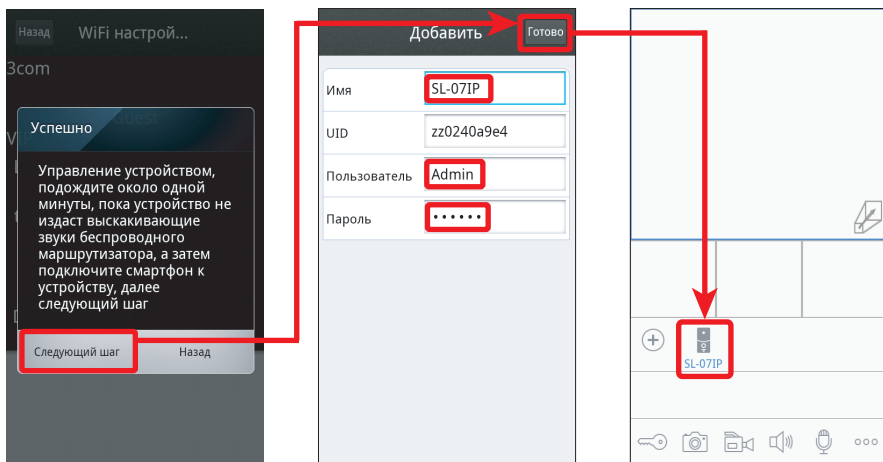 Назад
WiFi настрой...
3com
Guest
Успешно
Управление устройством,
подождите около одной
минуты, пока устройство не
издаст выскакивающие
звуки беспроводного
маршрутизатора, а затем
подключите смартфон к
устройству, далее
следующий шаг
Следующий шаг
Назад
Добавить
Готово
Имя
SL-07IP
UID
zz0240a9e4
Пользователь
Admin
Пароль
••••••
SL-07IP